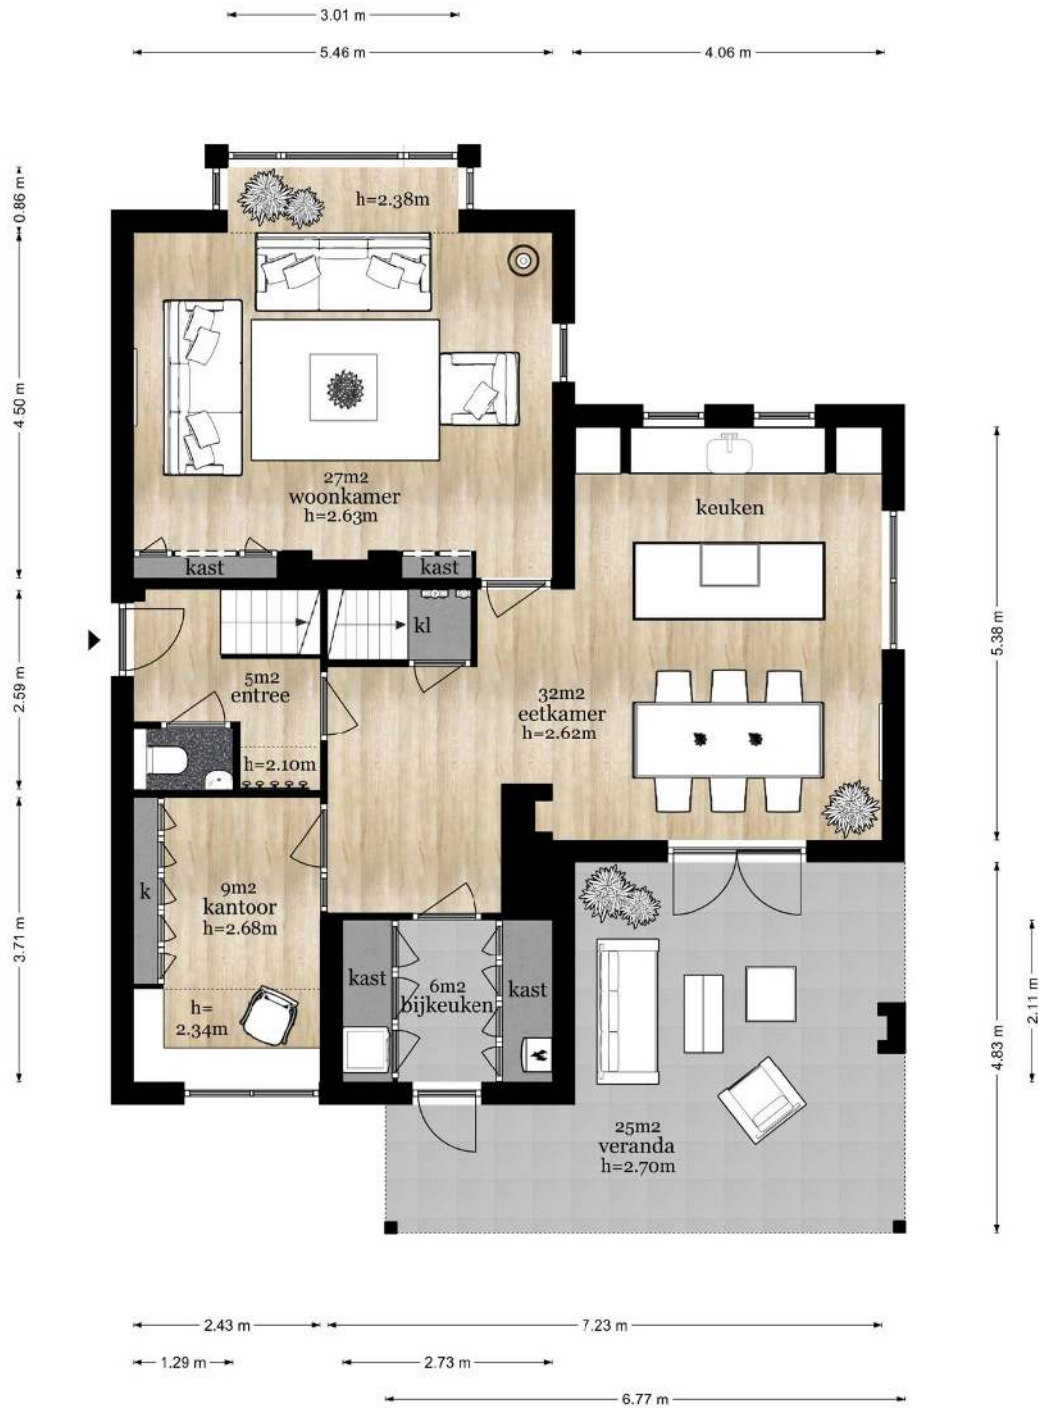 3.01 m
5.46 m
4.06 m
0.86 m
h=2.38m
4.50 m
27m2
woonkamer
h=2.63m
keuken
kast
kast
kl
5.38 m
2.59 m
5m2
entree
32m2
eetkamer
h=2.62m
h=2.10m
k
9m2
kantoor
h=2.68m
3.71 m
kast
6m2
bijkeuken
kast
h=
2.34m
2.11 m
4.83 m
25m2
veranda
h=2.70m
2.43 m
7.23 m
1.29 m
2.73 m
6.77 m